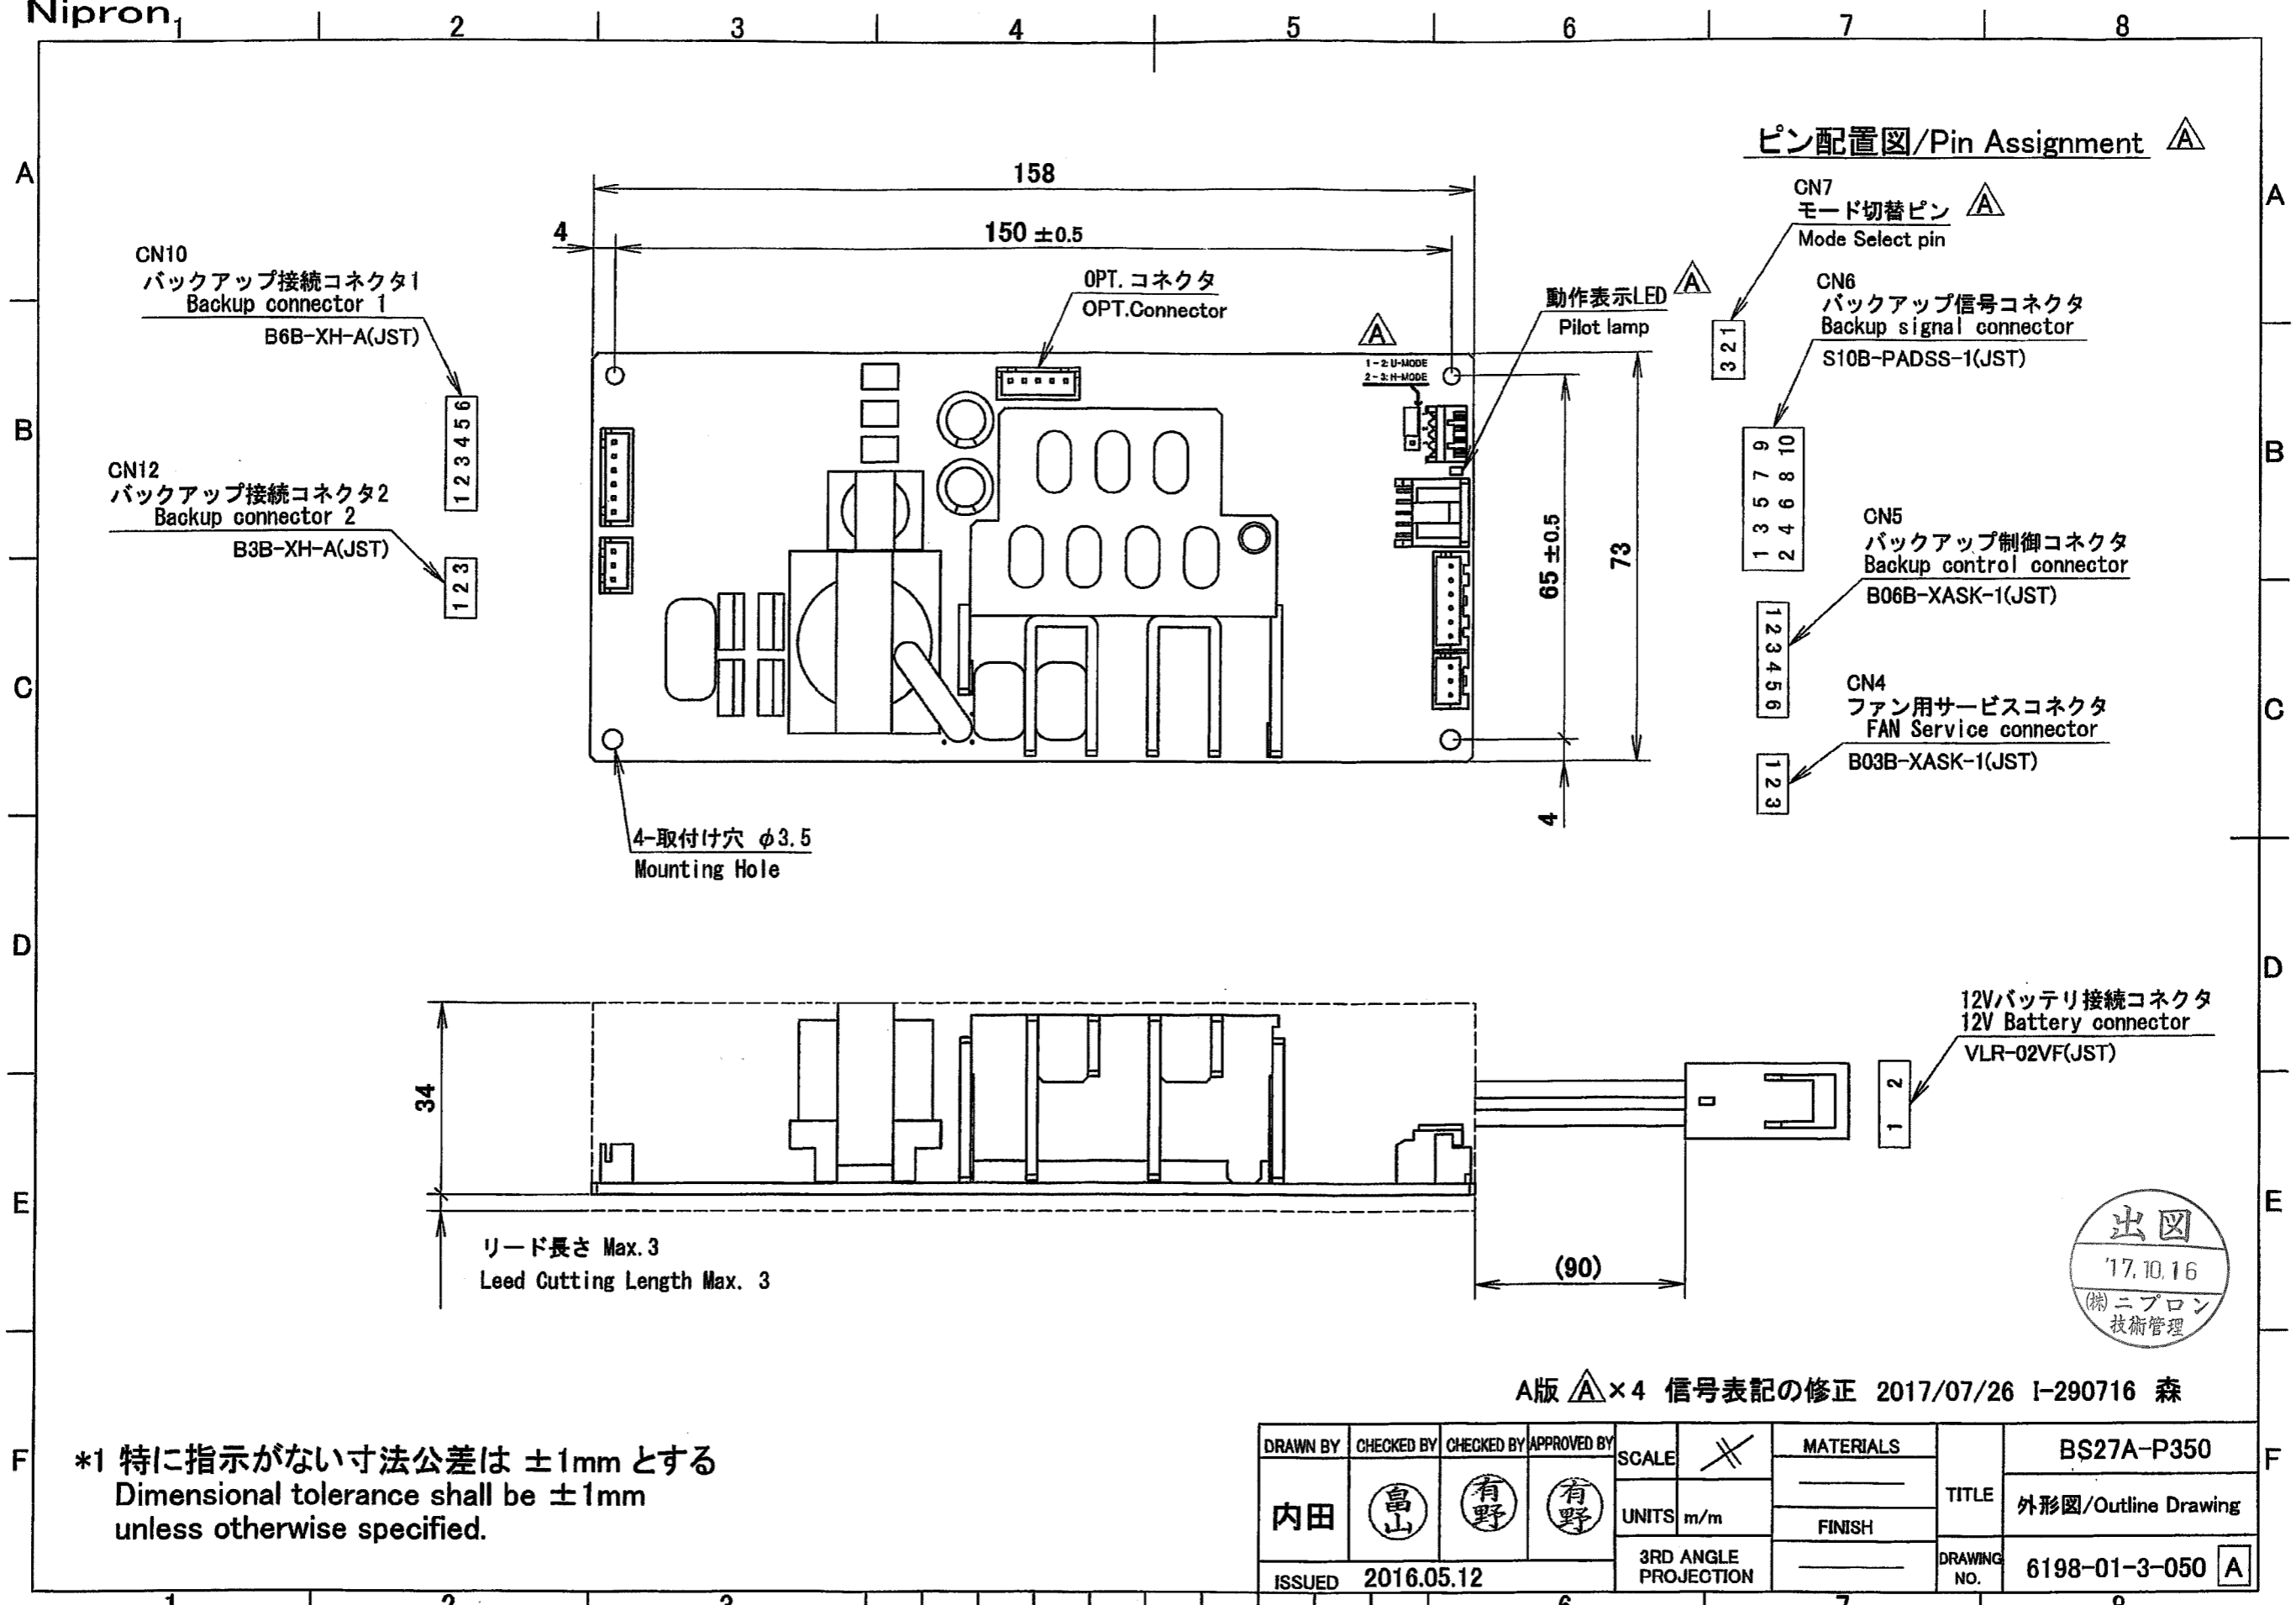 Nipron
1 2 3 4 5 6 7 8
A
B
C
D
E
F
A
B
C
D
E
F
ピン配置図/Pin Assignment A
CN7
モード切替ピン A
Mode Select pin
3 2 1
CN6
バックアップ信号コネクタ
Backup signal connector
S10B-PADSS-1(JST)
1 3 5 7 9
2 4 6 8 10
CN5
バックアップ制御コネクタ
Backup control connector
B06B-XASK-1(JST)
1 2 3 4 5 6
CN4
ファン用サービスコネクタ
FAN Service connector
B03B-XASK-1(JST)
1 2 3
CN10
バックアップ接続コネクタ1
Backup connector 1
B6B-XH-A(JST)
1 2 3 4 5 6
CN12
バックアップ接続コネクタ2
Backup connector 2
B3B-XH-A(JST)
1 2 3
158
4
150 ±0.5
OPT. コネクタ
OPT.Connector
動作表示LED A
Pilot lamp
A
1-2:U-MODE
2-3:H-MODE
65 ±0.5
73
4
4-取付け穴 φ3.5
Mounting Hole
34
リード長さ Max.3
Leed Cutting Length Max. 3
(90)
12Vバッテリ接続コネクタ
12V Battery connector
VLR-02VF(JST)
1 2
出図
'17.10.16
(株)ニプロン
技術管理
A版 A×4 信号表記の修正 2017/07/26 I-290716 森
*1 特に指示がない寸法公差は ±1mm とする
Dimensional tolerance shall be ±1mm
unless otherwise specified.
DRAWN BY CHECKED BY CHECKED BY APPROVED BY
内田 畠山 有野 有野
ISSUED 2016.05.12
SCALE
UNITS m/m
3RD ANGLE
PROJECTION
MATERIALS
FINISH
TITLE
BS27A-P350
外形図/Outline Drawing
DRAWING
NO.
6198-01-3-050 A
1 2 3 6 7 8